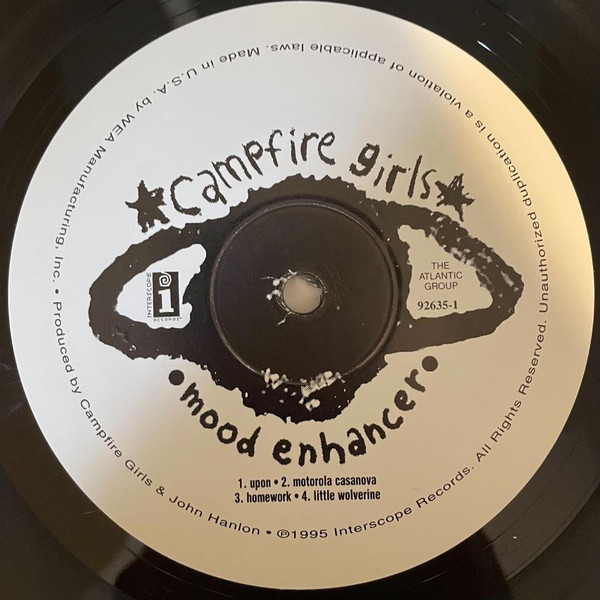 Campfire girls
INTERSCOPE
RECORDS
THE
ATLANTIC
GROUP
92635-1
•mood enhancer•
1. upon • 2. motorola casanova
3. homework • 4. little wolverine
• Produced by Campfire Girls & John Hanlon • ℗1995 Interscope Records. All Rights Reserved. Unauthorized duplication is a violation of applicable laws. Made in U.S.A. by WEA Manufacturing, Inc.